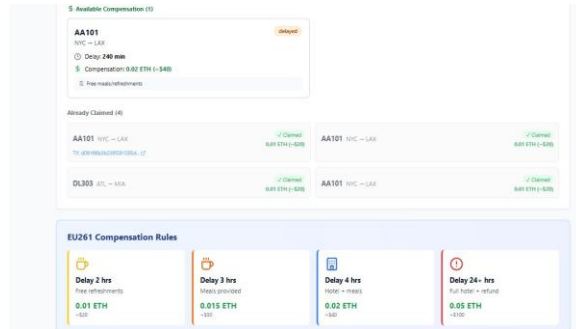 $ Available Compensation (1)
AA101
delayed
NYC → LAX
Delay: 240 min
$ Compensation: 0.02 ETH (~$40)
Free meals/refreshments
Already Claimed (4)
AA101 NYC → LAX
✓ Claimed
0.01 ETH (~$20)
AA101 NYC → LAX
✓ Claimed
0.01 ETH (~$20)
DL303 ATL → MIA
✓ Claimed
0.01 ETH (~$20)
AA101 NYC → LAX
✓ Claimed
0.01 ETH (~$20)
EU261 Compensation Rules
Delay 2 hrs
Free refreshments
0.01 ETH
~$20
Delay 3 hrs
Meals provided
0.015 ETH
~$30
Delay 4 hrs
Hotel + meals
0.02 ETH
~$40
Delay 24+ hrs
Full hotel + refund
0.05 ETH
~$100